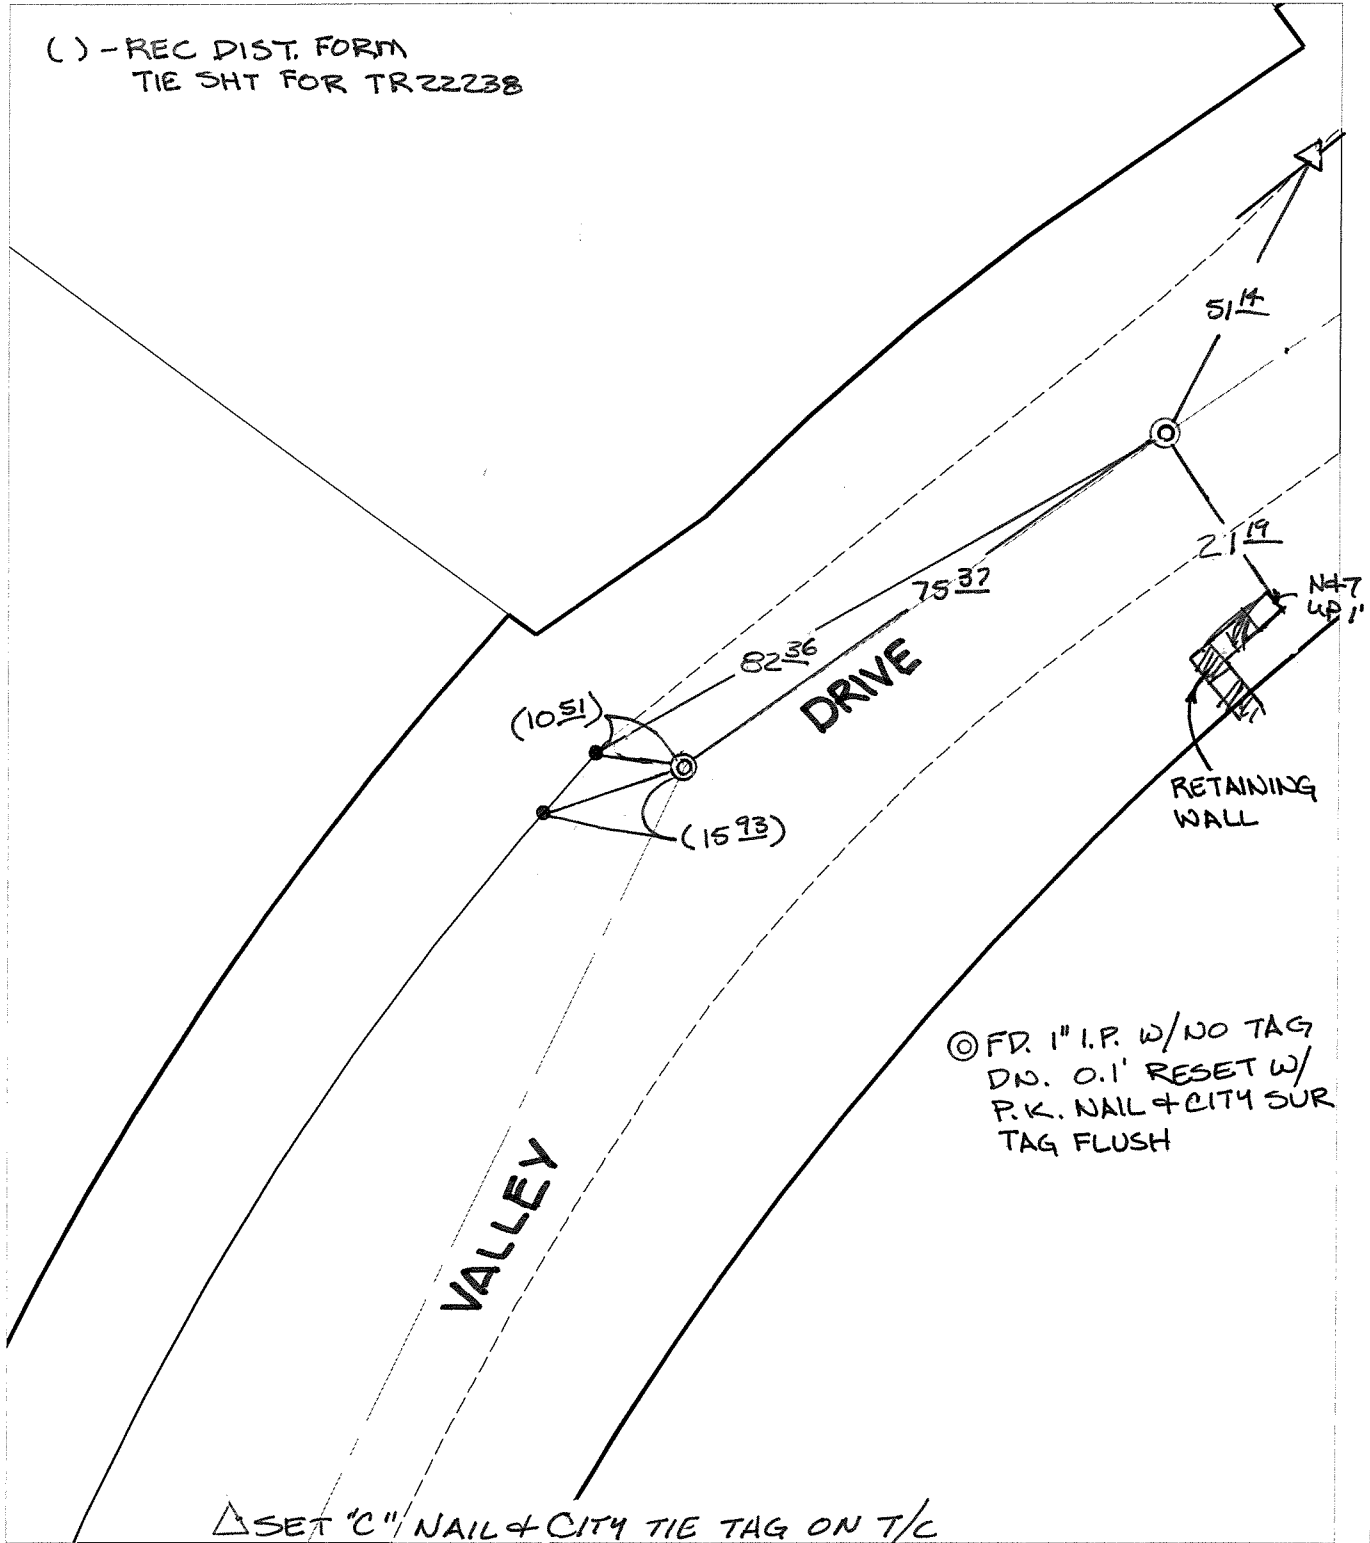 ( ) - REC DIST. FORM
TIE SHT FOR TR22238
51 14
21 19
N&T
UP 1'
75 37
82 36
DRIVE
(10 51)
(15 93)
RETAINING
WALL
FD. 1" I.P. W/NO TAG
DN. 0.1' RESET W/
P.K. NAIL & CITY SUR
TAG FLUSH
VALLEY
SET "C" NAIL & CITY TIE TAG ON T/C